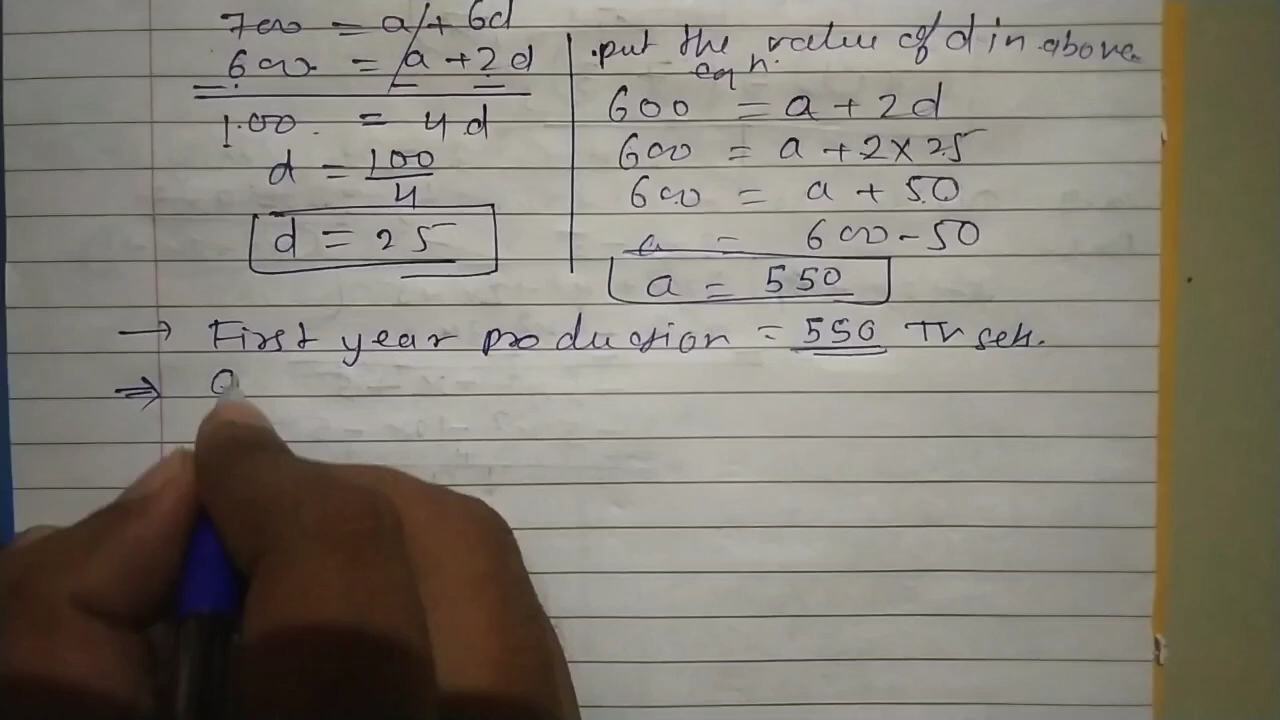 700 = a + 6d
600 = a + 2d
100 = 4d
d = 100/4
d = 25
put the value of d in above
eqn.
600 = a + 2d
600 = a + 2 × 25
600 = a + 50
a = 600 - 50
a = 550
→ First year production = 550 TV sets.
⇒